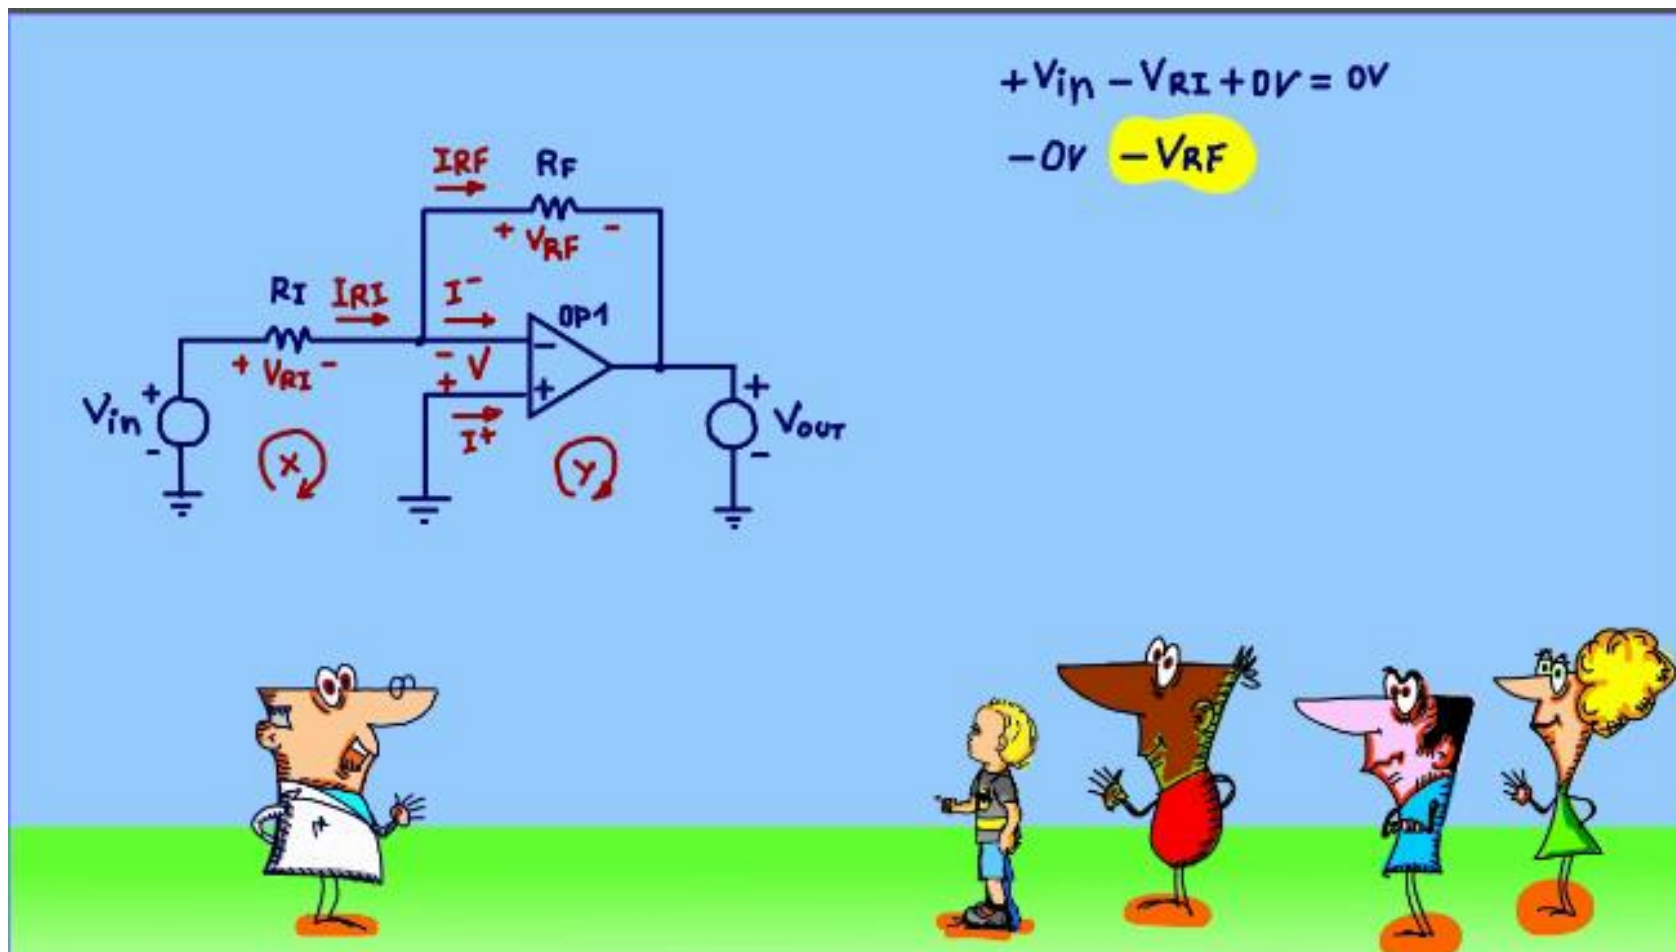 +Vin -VRI +0V = 0V
-0V -VRF
IRF RF
+ VRF -
RI IRI I-
OP1
+ VRI - - V + - +
I+
Vin + - X Y + - VOUT